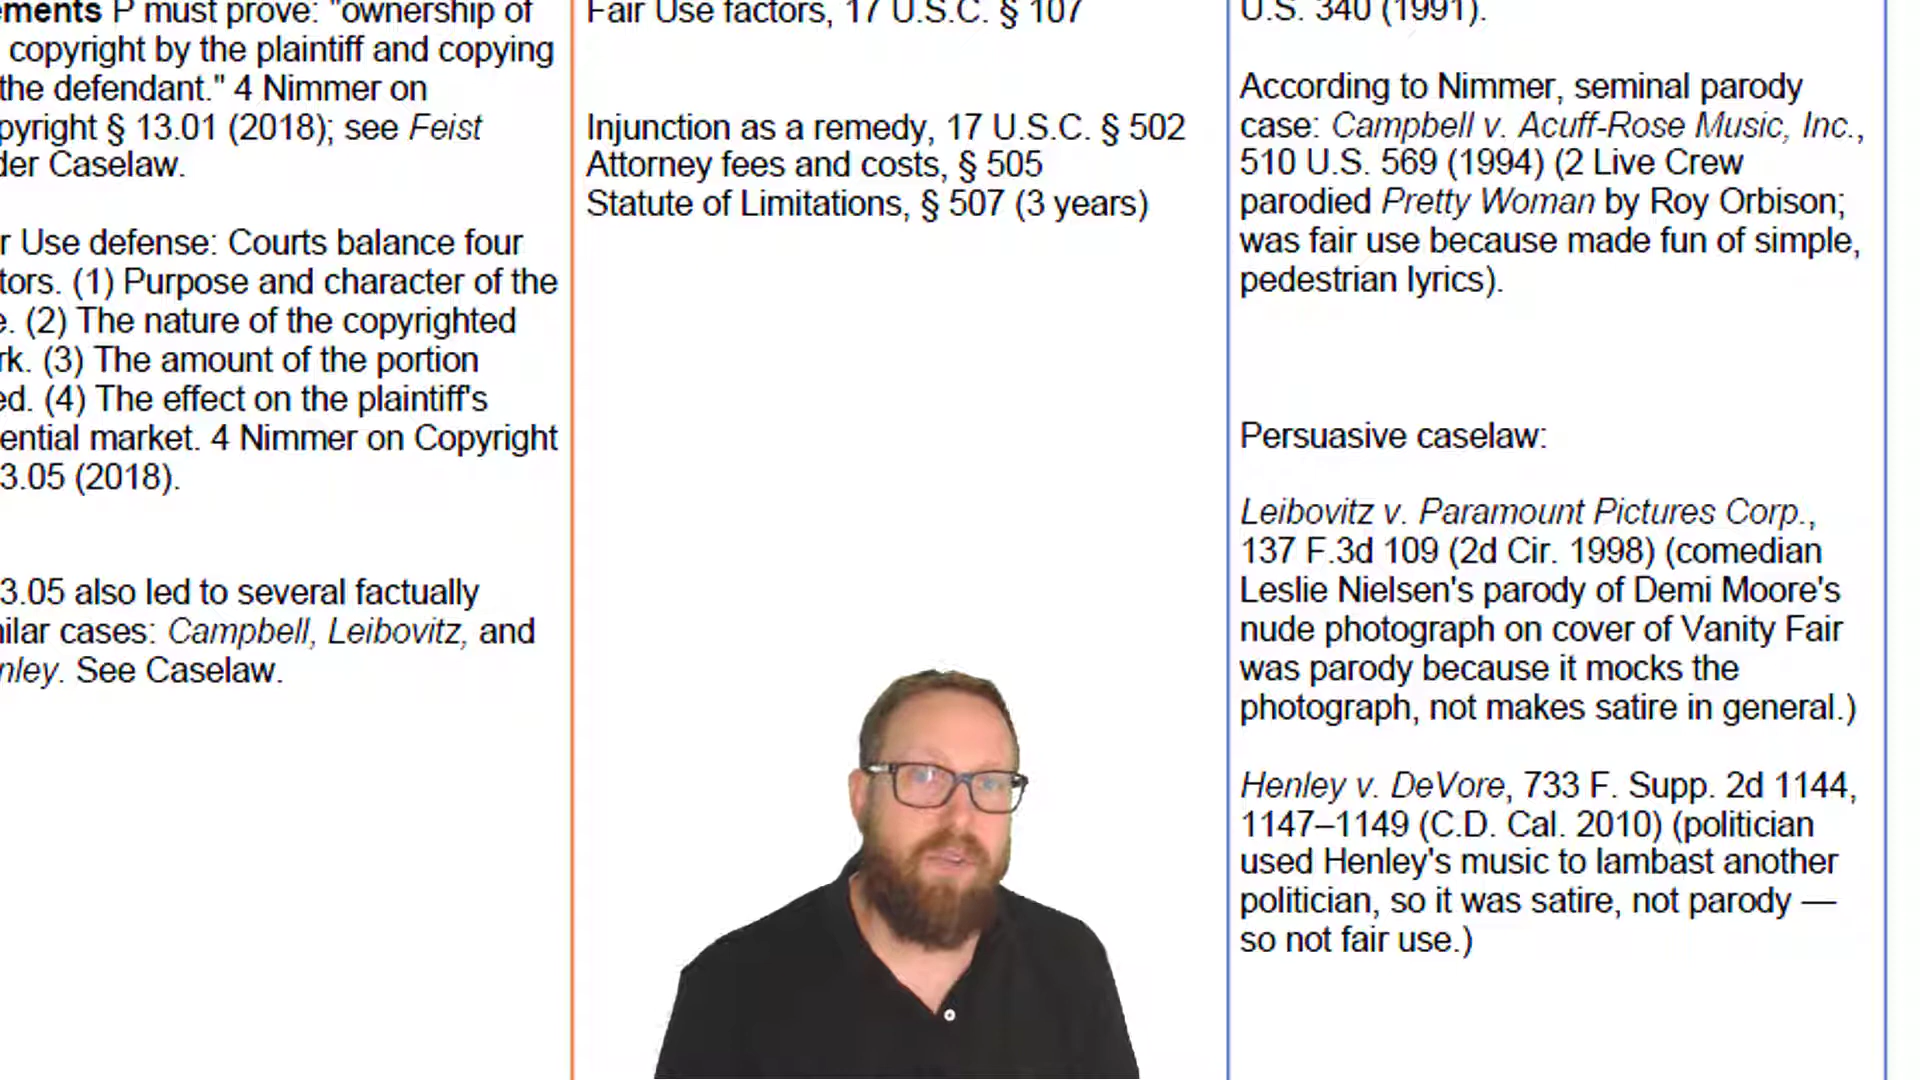 ements P must prove: "ownership of
copyright by the plaintiff and copying
the defendant." 4 Nimmer on
pyright § 13.01 (2018); see Feist
der Caselaw.
r Use defense: Courts balance four
tors. (1) Purpose and character of the
e. (2) The nature of the copyrighted
rk. (3) The amount of the portion
ed. (4) The effect on the plaintiff's
ential market. 4 Nimmer on Copyright
3.05 (2018).
3.05 also led to several factually
nilar cases: Campbell, Leibovitz, and
nley. See Caselaw.
Fair Use factors, 17 U.S.C. § 107
Injunction as a remedy, 17 U.S.C. § 502
Attorney fees and costs, § 505
Statute of Limitations, § 507 (3 years)
U.S. 340 (1991).
According to Nimmer, seminal parody
case: Campbell v. Acuff-Rose Music, Inc.,
510 U.S. 569 (1994) (2 Live Crew
parodied Pretty Woman by Roy Orbison;
was fair use because made fun of simple,
pedestrian lyrics).
Persuasive caselaw:
Leibovitz v. Paramount Pictures Corp.,
137 F.3d 109 (2d Cir. 1998) (comedian
Leslie Nielsen's parody of Demi Moore's
nude photograph on cover of Vanity Fair
was parody because it mocks the
photograph, not makes satire in general.)
Henley v. DeVore, 733 F. Supp. 2d 1144,
1147–1149 (C.D. Cal. 2010) (politician
used Henley's music to lambast another
politician, so it was satire, not parody —
so not fair use.)